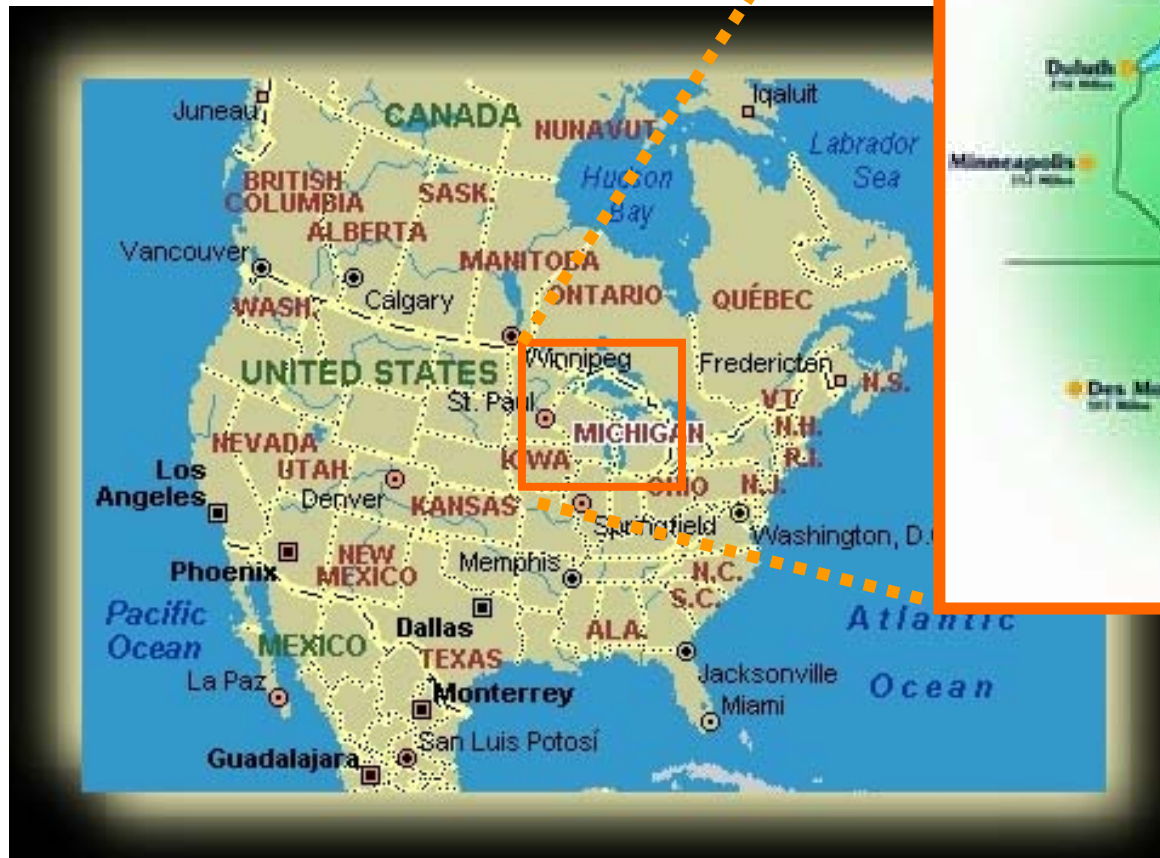 Juneau
CANADA
NUNAVUT
Iqaluit
Labrador
Sea
Hudson
Bay
BRITISH
COLUMBIA
SASK.
ALBERTA
MANITOBA
Vancouver
Calgary
ONTARIO
QUÉBEC
WASH.
Winnipeg
Fredericton
N.S.
UNITED STATES
St. Paul
VT.
N.H.
MICHIGAN
R.I.
NEVADA
UTAH
IOWA
OHIO
N.J.
Los
Angeles
Denver
KANSAS
Springfield
Washington, D.
Phoenix
NEW
MEXICO
Memphis
N.C.
S.C.
Pacific
Ocean
MEXICO
Dallas
TEXAS
ALA.
Atlantic
Ocean
La Paz
Monterrey
Jacksonville
Miami
San Luis Potosí
Guadalajara
Duluth
Minneapolis
Des